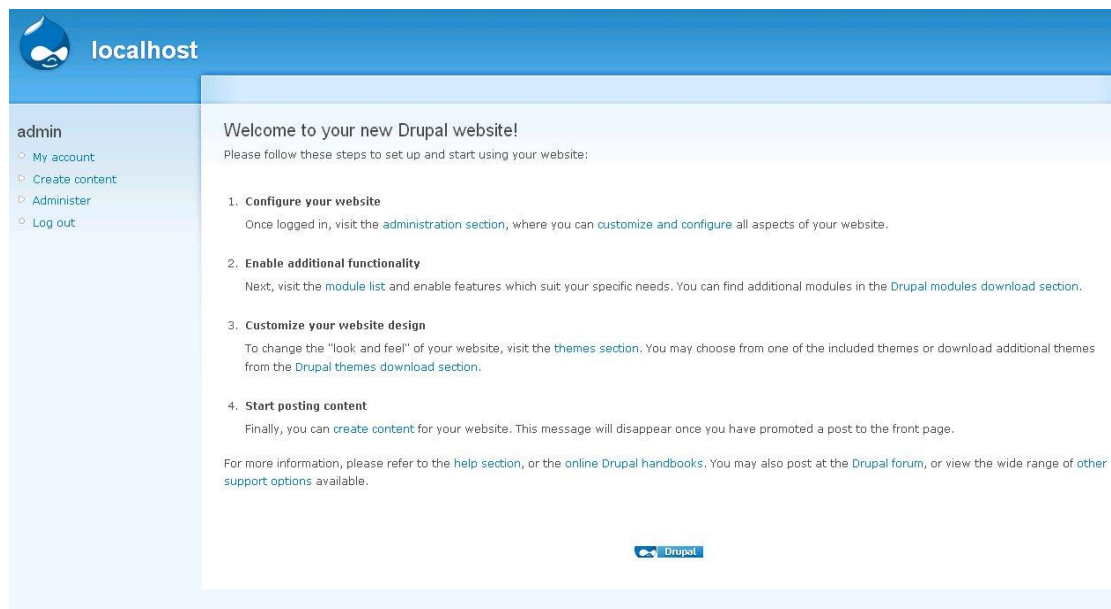 localhost
admin
My account
Create content
Administer
Log out
Welcome to your new Drupal website!
Please follow these steps to set up and start using your website:
1. Configure your website
Once logged in, visit the administration section, where you can customize and configure all aspects of your website.
2. Enable additional functionality
Next, visit the module list and enable features which suit your specific needs. You can find additional modules in the Drupal modules download section.
3. Customize your website design
To change the "look and feel" of your website, visit the themes section. You may choose from one of the included themes or download additional themes
from the Drupal themes download section.
4. Start posting content
Finally, you can create content for your website. This message will disappear once you have promoted a post to the front page.
For more information, please refer to the help section, or the online Drupal handbooks. You may also post at the Drupal forum, or view the wide range of other
support options available.
Drupal